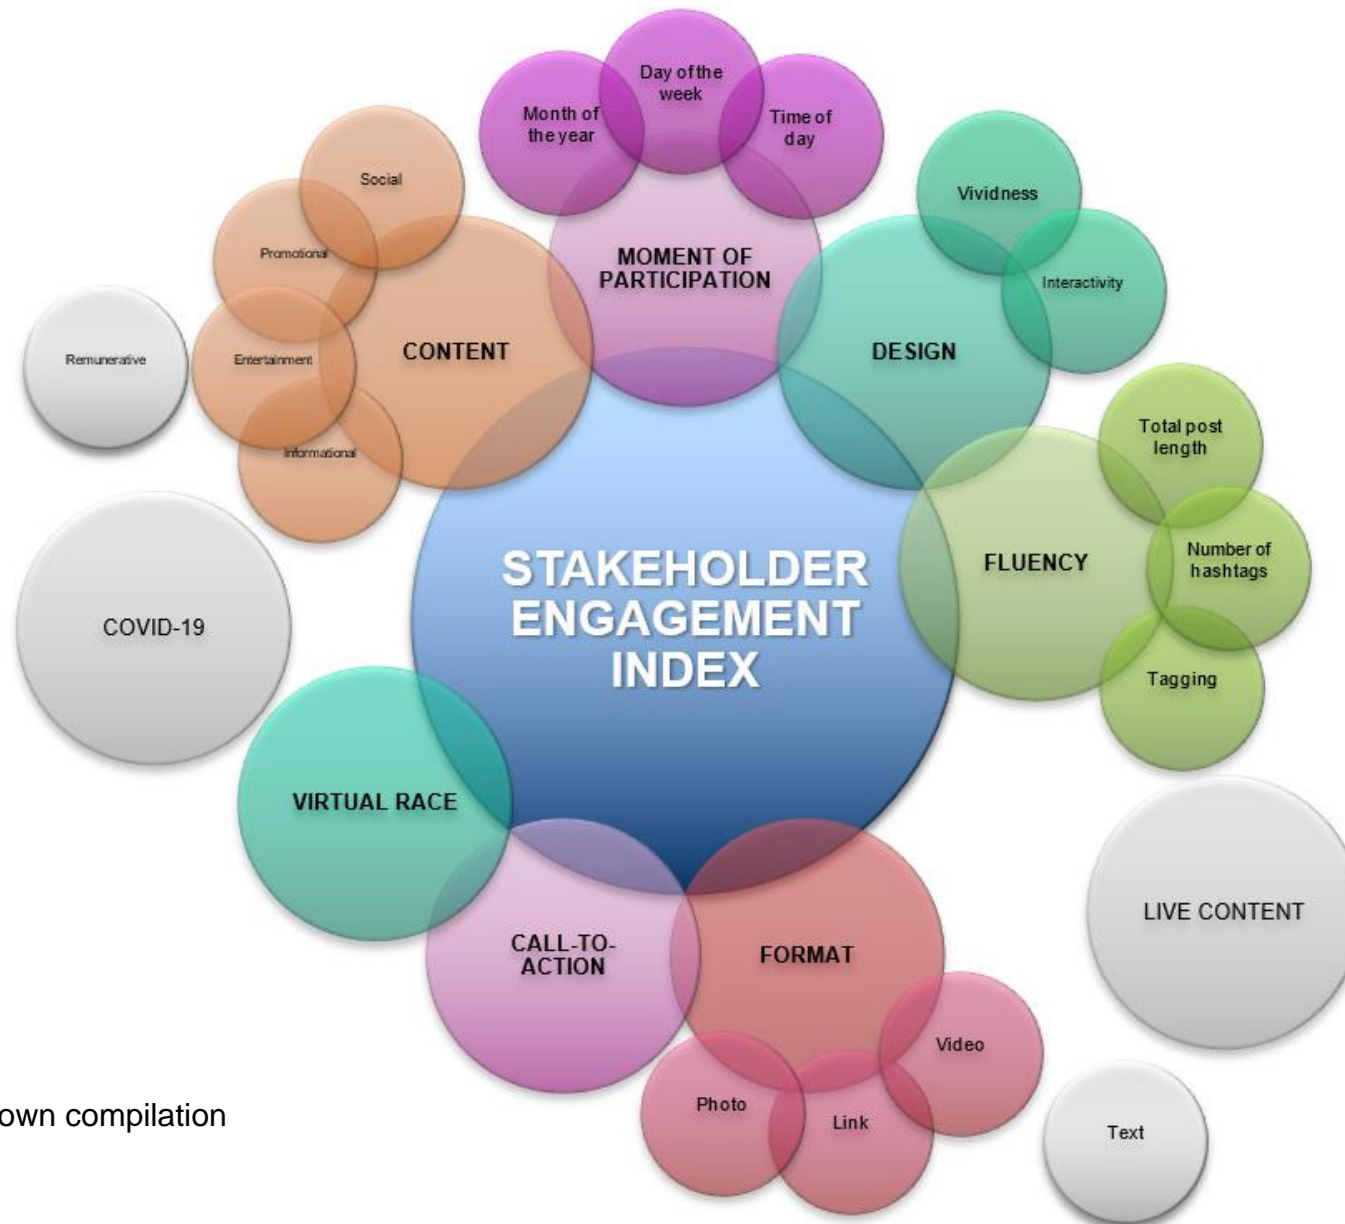 Day of the
week
Month of
the year
Time of
day
Social
Vividness
Promotional
MOMENT OF
PARTICIPATION
Interactivity
Remunerative
Entertainment
CONTENT
DESIGN
Total post
length
Informational
Number of
hashtags
FLUENCY
STAKEHOLDER
ENGAGEMENT
INDEX
COVID-19
Tagging
VIRTUAL RACE
LIVE CONTENT
CALL-TO-
ACTION
FORMAT
Video
Photo
Link
Text
own compilation